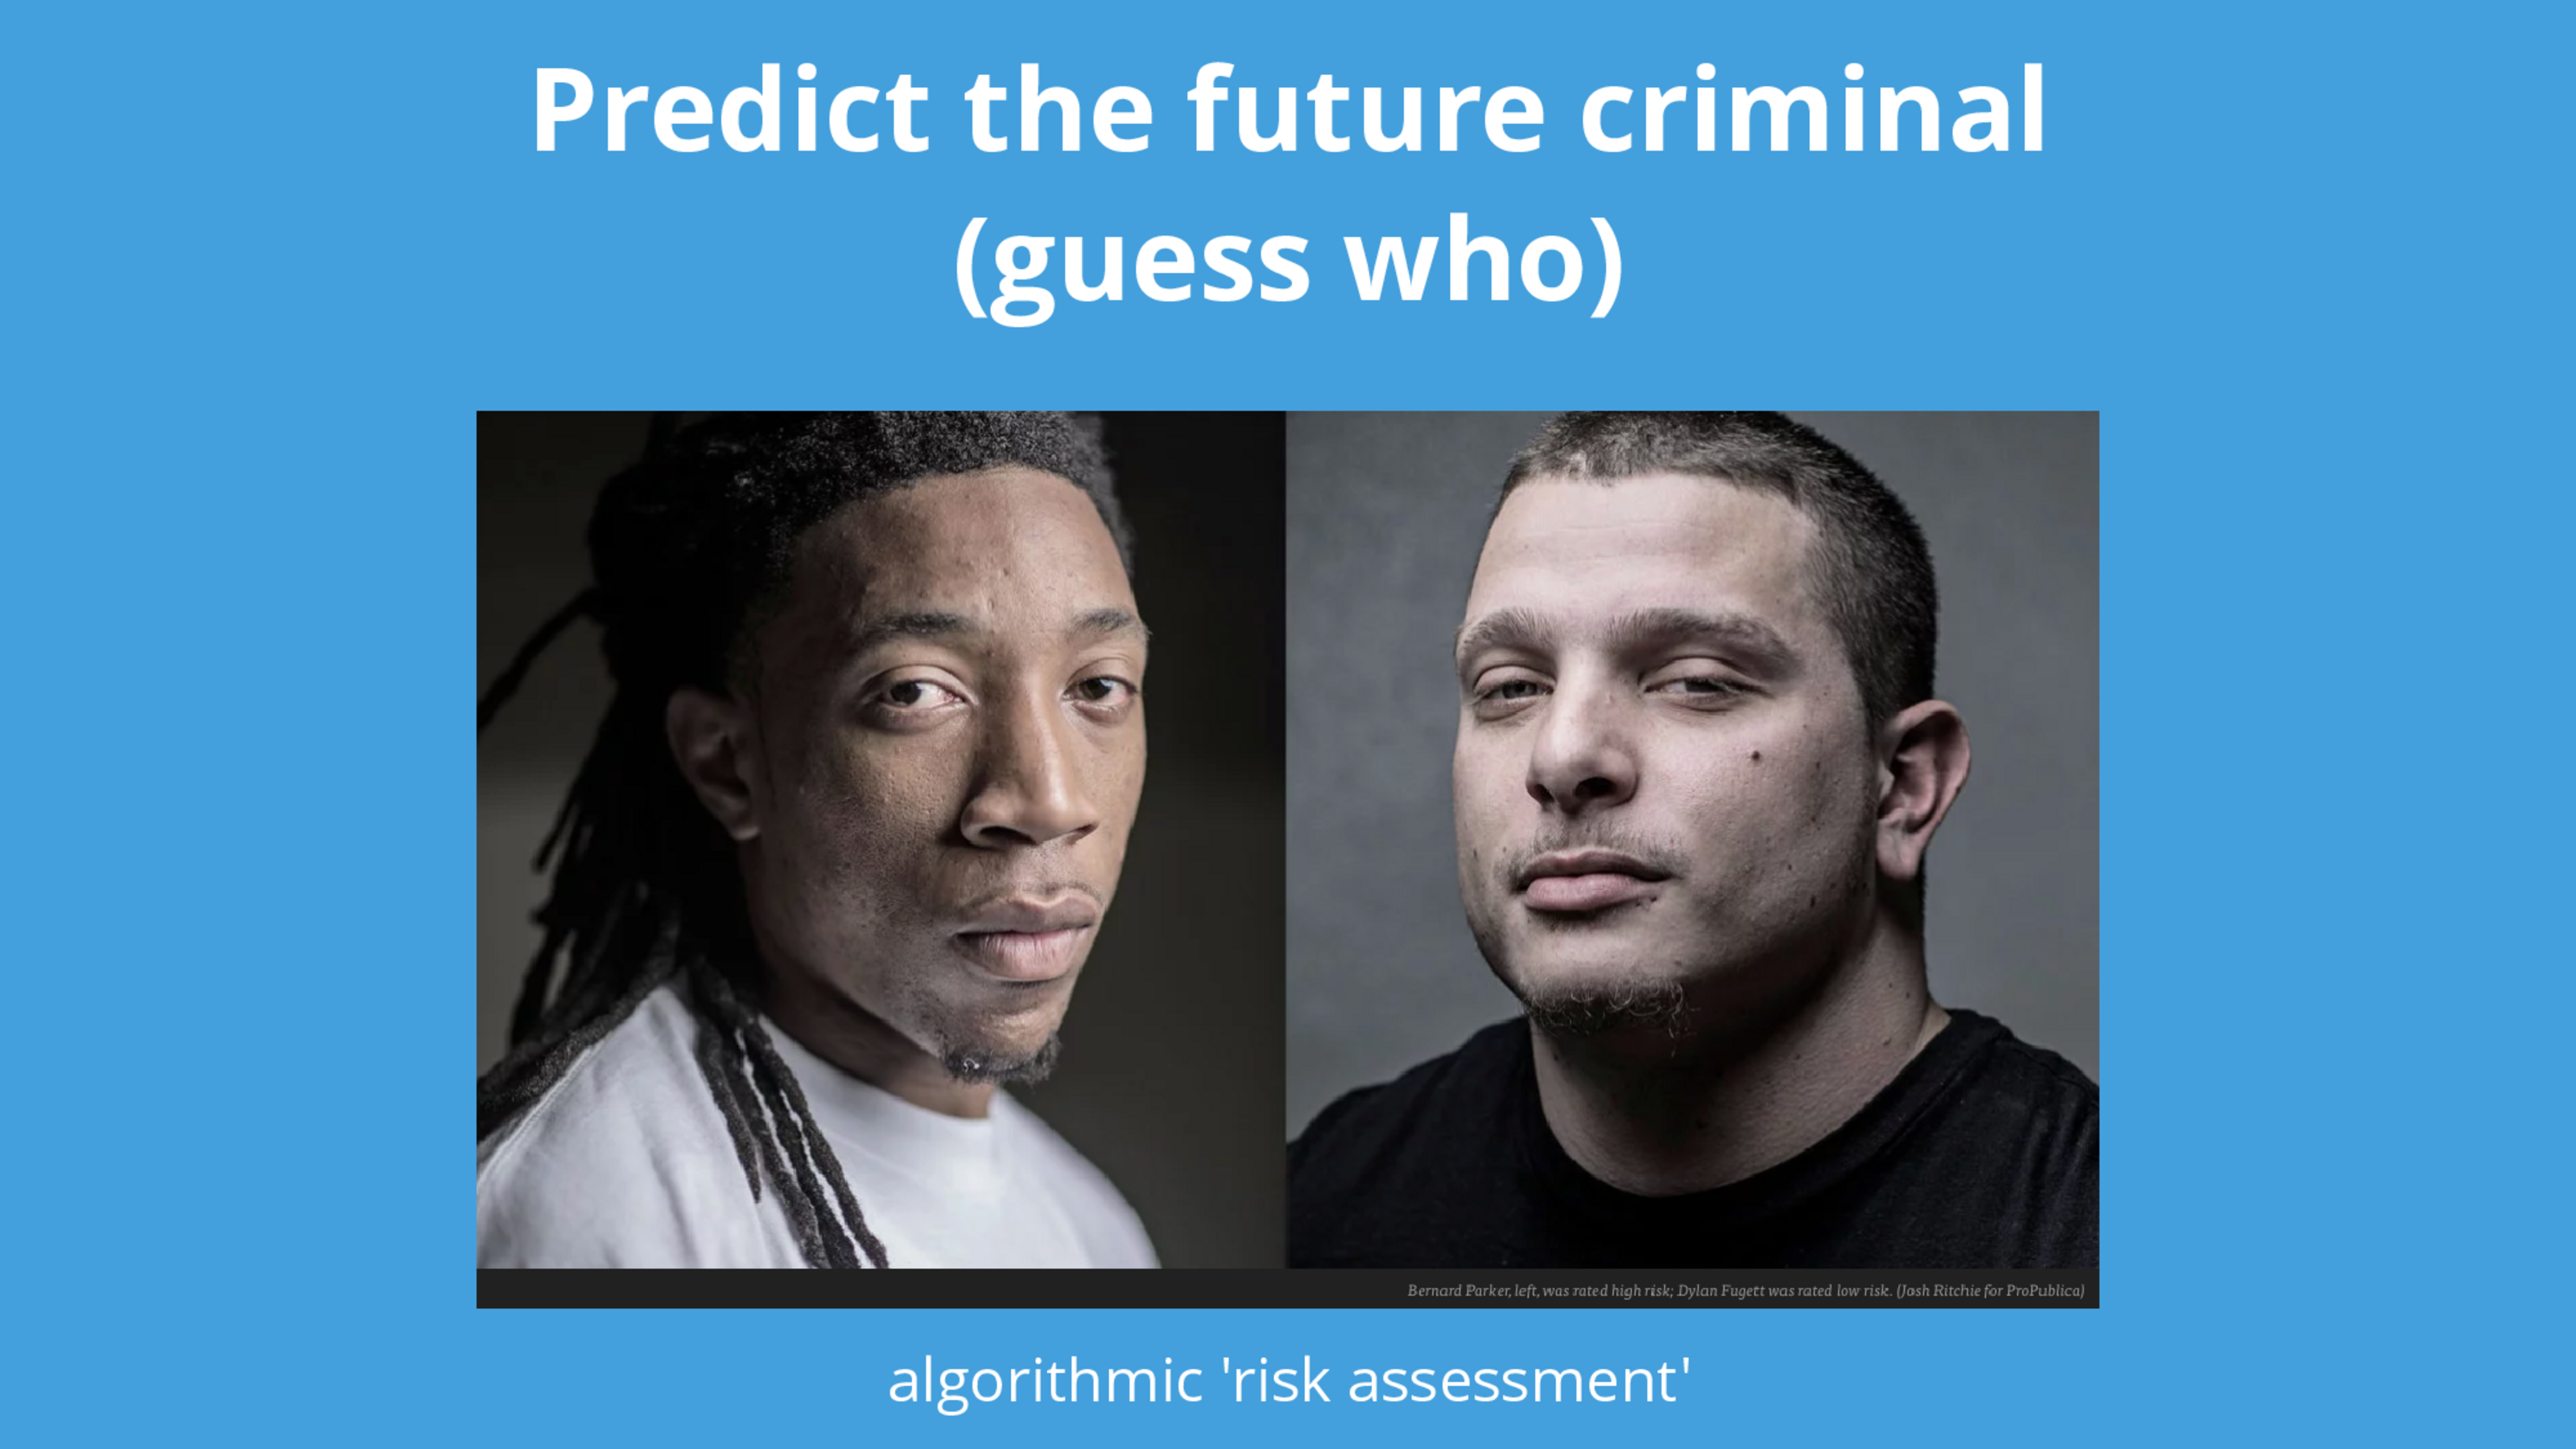 Predict the future criminal
(guess who)
Bernard Parker, left, was rated high risk; Dylan Fugett was rated low risk. (Josh Ritchie for ProPublica)
algorithmic 'risk assessment'